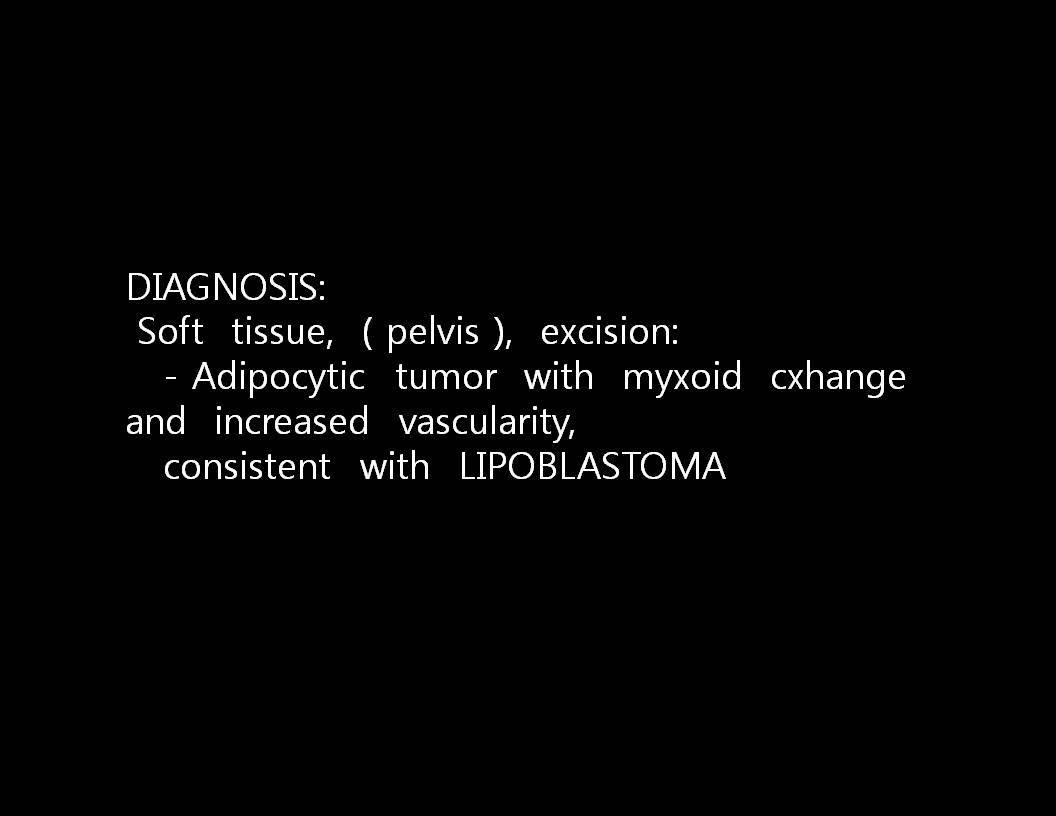 DIAGNOSIS:
Soft tissue, ( pelvis ), excision:
- Adipocytic tumor with myxoid cxhange
and increased vascularity,
consistent with LIPOBLASTOMA